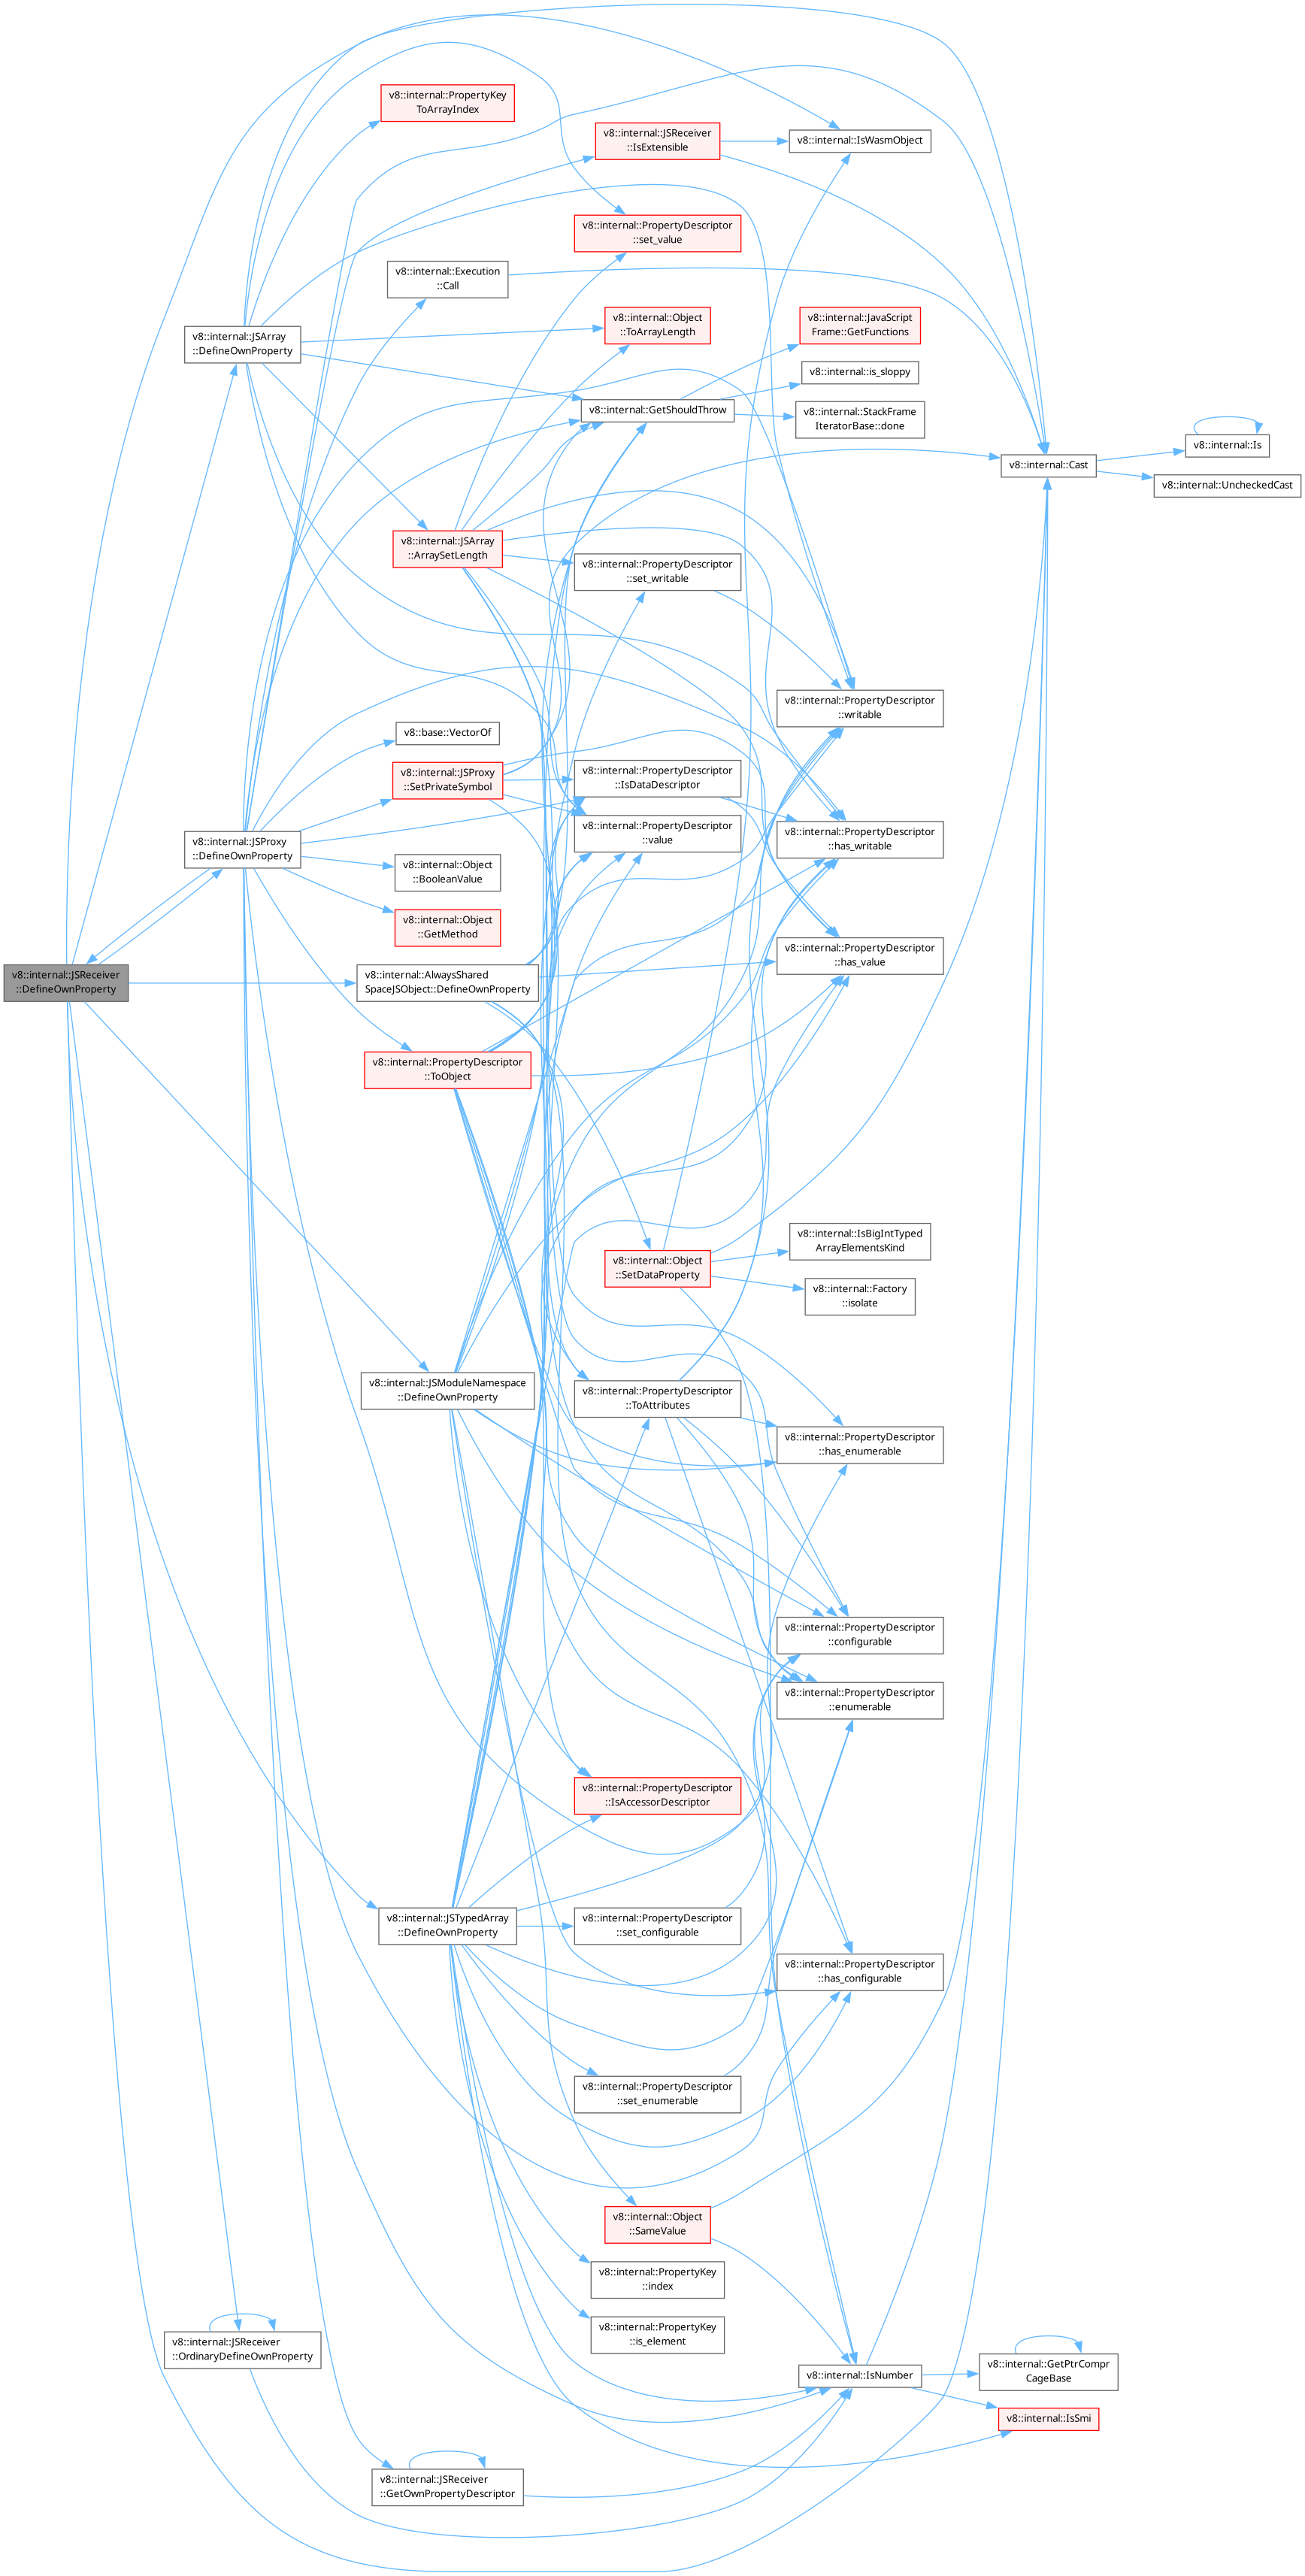 v8::internal::PropertyKey
ToArrayIndex
v8::internal::JSReceiver
::IsExtensible
v8::internal::IsWasmObject
v8::internal::PropertyDescriptor
::set_value
v8::internal::Execution
::Call
v8::internal::JSArray
::DefineOwnProperty
v8::internal::Object
::ToArrayLength
v8::internal::JavaScript
Frame::GetFunctions
v8::internal::is_sloppy
v8::internal::GetShouldThrow
v8::internal::StackFrame
IteratorBase::done
v8::internal::Is
v8::internal::Cast
v8::internal::UncheckedCast
v8::internal::JSArray
::ArraySetLength
v8::internal::PropertyDescriptor
::set_writable
v8::internal::PropertyDescriptor
::writable
v8::base::VectorOf
v8::internal::JSProxy
::SetPrivateSymbol
v8::internal::PropertyDescriptor
::IsDataDescriptor
v8::internal::PropertyDescriptor
::value
v8::internal::PropertyDescriptor
::has_writable
v8::internal::JSProxy
::DefineOwnProperty
v8::internal::Object
::BooleanValue
v8::internal::Object
::GetMethod
v8::internal::PropertyDescriptor
::has_value
v8::internal::JSReceiver
::DefineOwnProperty
v8::internal::AlwaysShared
SpaceJSObject::DefineOwnProperty
v8::internal::PropertyDescriptor
::ToObject
v8::internal::IsBigIntTyped
ArrayElementsKind
v8::internal::Object
::SetDataProperty
v8::internal::Factory
::isolate
v8::internal::JSModuleNamespace
::DefineOwnProperty
v8::internal::PropertyDescriptor
::ToAttributes
v8::internal::PropertyDescriptor
::has_enumerable
v8::internal::PropertyDescriptor
::configurable
v8::internal::PropertyDescriptor
::enumerable
v8::internal::PropertyDescriptor
::IsAccessorDescriptor
v8::internal::JSTypedArray
::DefineOwnProperty
v8::internal::PropertyDescriptor
::set_configurable
v8::internal::PropertyDescriptor
::has_configurable
v8::internal::PropertyDescriptor
::set_enumerable
v8::internal::Object
::SameValue
v8::internal::PropertyKey
::index
v8::internal::PropertyKey
::is_element
v8::internal::JSReceiver
::OrdinaryDefineOwnProperty
v8::internal::IsNumber
v8::internal::GetPtrCompr
CageBase
v8::internal::IsSmi
v8::internal::JSReceiver
::GetOwnPropertyDescriptor